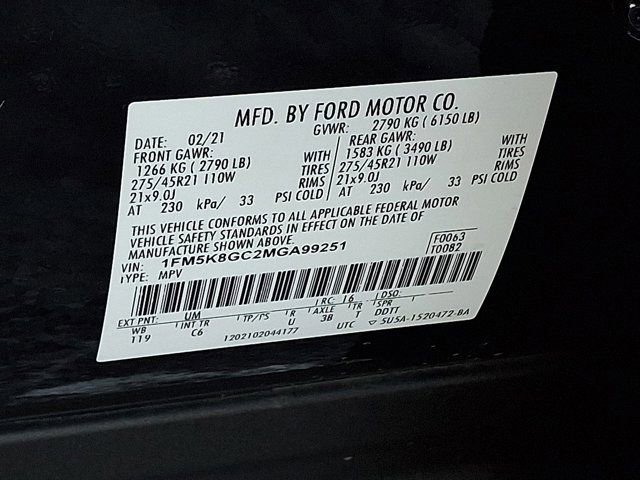 MFD. BY FORD MOTOR CO.
DATE: 02/21 GVWR: 2790 KG ( 6150 LB)
FRONT GAWR: REAR GAWR:
1266 KG ( 2790 LB) WITH 1583 KG ( 3490 LB) WITH
275/45R21 110W TIRES 275/45R21 110W TIRES
21x9.0J RIMS 21x9.0J RIMS
AT 230 kPa/ 33 PSI COLD AT 230 kPa/ 33 PSI COLD
THIS VEHICLE CONFORMS TO ALL APPLICABLE FEDERAL MOTOR
VEHICLE SAFETY STANDARDS IN EFFECT ON THE DATE OF
MANUFACTURE SHOWN ABOVE.
VIN: 1FM5K8GC2MGA99251 F0063
TYPE: MPV T0082
EXT PNT: UM RC: 16 DSO:
WB INT TR TP/PS R AXLE TR SPR
119 C6 U 3B T DDTT
1202102044177 UTC ▽ 5U5A-1520472-BA